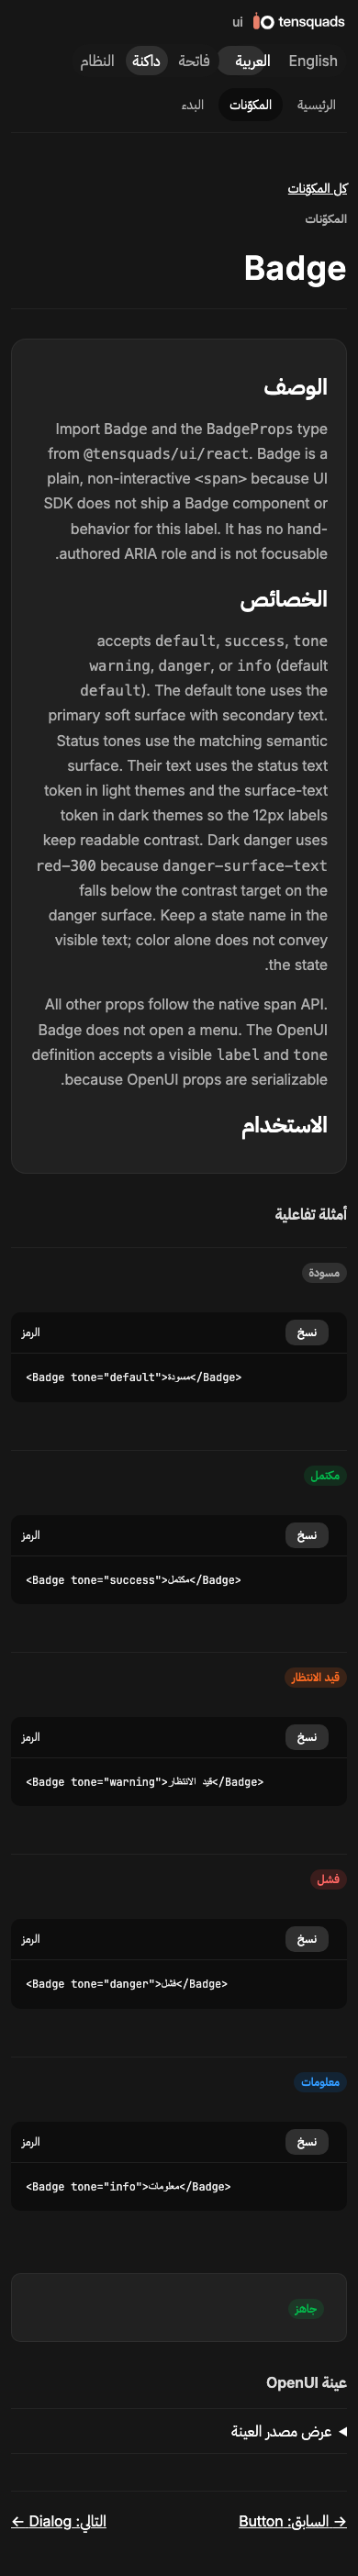 tensquads ui
English العربية فاتحة داكنة النظام
الرئيسية المكوّنات البدء
كل المكوّنات
المكوّنات
Badge
الوصف
Import Badge and the BadgeProps type
from @tensquads/ui/react. Badge is a
plain, non-interactive <span> because UI
SDK does not ship a Badge component or
behavior for this label. It has no hand-
authored ARIA role and is not focusable.
الخصائص
tone accepts default, success,
warning, danger, or info (default
default). The default tone uses the
primary soft surface with secondary text.
Status tones use the matching semantic
surface. Their text uses the status text
token in light themes and the surface-text
token in dark themes so the 12px labels
keep readable contrast. Dark danger uses
red-300 because danger-surface-text
falls below the contrast target on the
danger surface. Keep a state name in the
visible text; color alone does not convey
the state.
All other props follow the native span API.
Badge does not open a menu. The OpenUI
definition accepts a visible label and tone
because OpenUI props are serializable.
الاستخدام
أمثلة تفاعلية
مسودة
نسخ الرمز
<Badge tone="default">مسودة</Badge>
مكتمل
نسخ الرمز
<Badge tone="success">مكتمل</Badge>
قيد الانتظار
نسخ الرمز
<Badge tone="warning">قيد الانتظار</Badge>
فشل
نسخ الرمز
<Badge tone="danger">فشل</Badge>
معلومات
نسخ الرمز
<Badge tone="info">معلومات</Badge>
جاهز
عينة OpenUI
◀ عرض مصدر العينة
→ السابق: Button التالي: Dialog ←